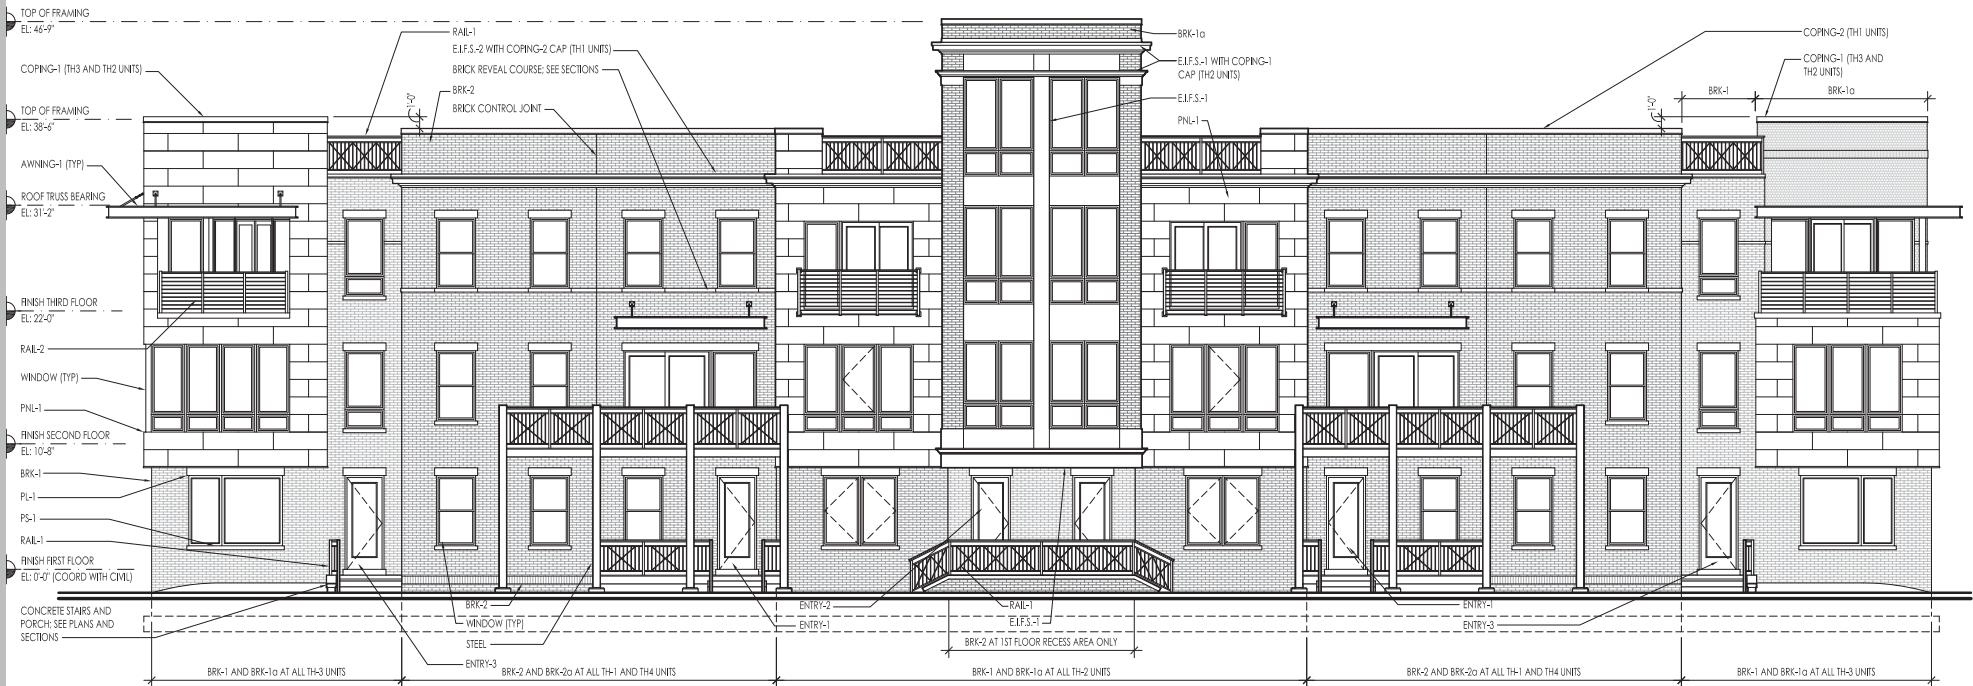 TOP OF FRAMING
EL: 46'-9"
COPING-1 (TH3 AND TH2 UNITS)
TOP OF FRAMING
EL: 38'-6"
AWNING-1 (TYP)
ROOF TRUSS BEARING
EL: 31'-2"
FINISH THIRD FLOOR
EL: 22'-0"
RAIL-2
WINDOW (TYP)
PNL-1
FINISH SECOND FLOOR
EL: 10'-8"
BRK-1
PL-1
PS-1
RAIL-1
FINISH FIRST FLOOR
EL: 0'-0" (COORD WITH CIVIL)
CONCRETE STAIRS AND
PORCH; SEE PLANS AND
SECTIONS
RAIL-1
E.I.F.S.-2 WITH COPING-2 CAP (TH1 UNITS)
BRICK REVEAL COURSE; SEE SECTIONS
BRK-2
BRICK CONTROL JOINT
1'-0"
BRK-1a
E.I.F.S.-1 WITH COPING-1
CAP (TH2 UNITS)
E.I.F.S.-1
PNL-1
COPING-2 (TH1 UNITS)
COPING-1 (TH3 AND
TH2 UNITS)
BRK-1
BRK-1a
1'-0"
BRK-2
WINDOW (TYP)
STEEL
ENTRY-3
ENTRY-2
ENTRY-1
RAIL-1
E.I.F.S.-1
BRK-2 AT 1ST FLOOR RECESS AREA ONLY
ENTRY-1
ENTRY-3
BRK-1 AND BRK-1a AT ALL TH-3 UNITS
BRK-2 AND BRK-2a AT ALL TH-1 AND TH4 UNITS
BRK-1 AND BRK-1a AT ALL TH-2 UNITS
BRK-2 AND BRK-2a AT ALL TH-1 AND TH4 UNITS
BRK-1 AND BRK-1a AT ALL TH-3 UNITS